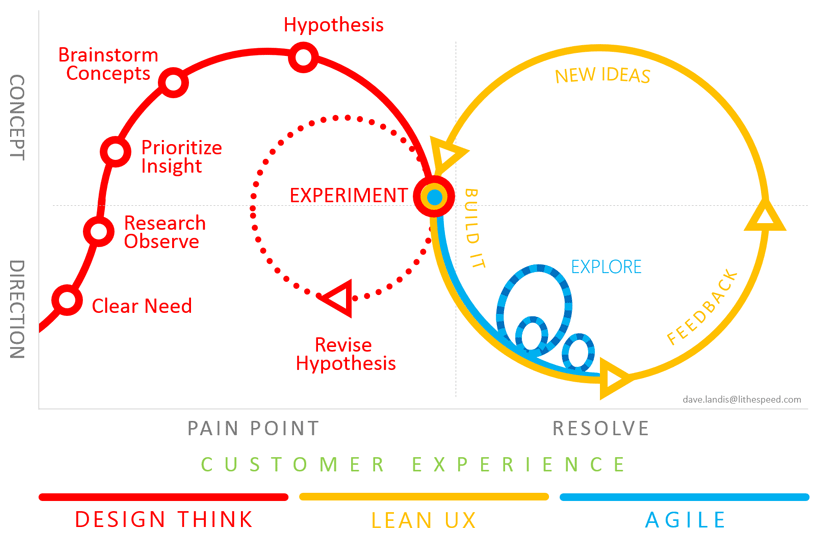 Hypothesis
Brainstorm
Concepts
NEW IDEAS
CONCEPT
Prioritize
Insight
EXPERIMENT
BUILD IT
Research
Observe
EXPLORE
DIRECTION
Clear Need
FEEDBACK
Revise
Hypothesis
dave.landis@lithespeed.com
PAIN POINT
RESOLVE
CUSTOMER EXPERIENCE
DESIGN THINK
LEAN UX
AGILE